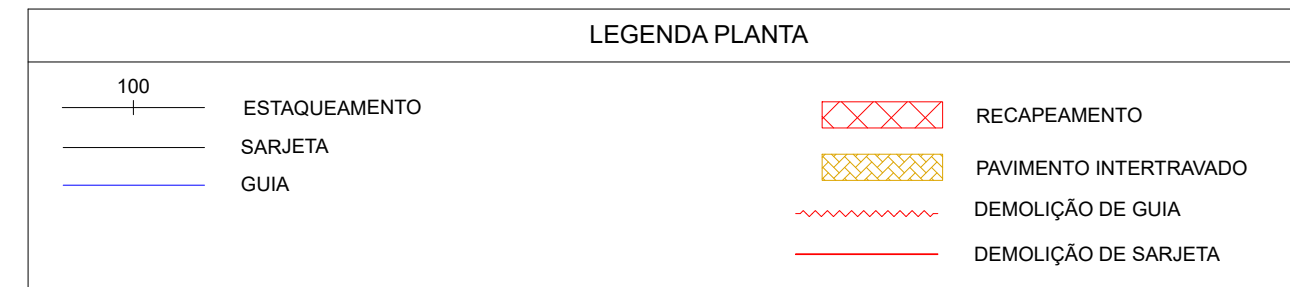 LEGENDA PLANTA
100
ESTAQUEAMENTO
SARJETA
GUIA
RECAPEAMENTO
PAVIMENTO INTERTRAVADO
DEMOLIÇÃO DE GUIA
DEMOLIÇÃO DE SARJETA